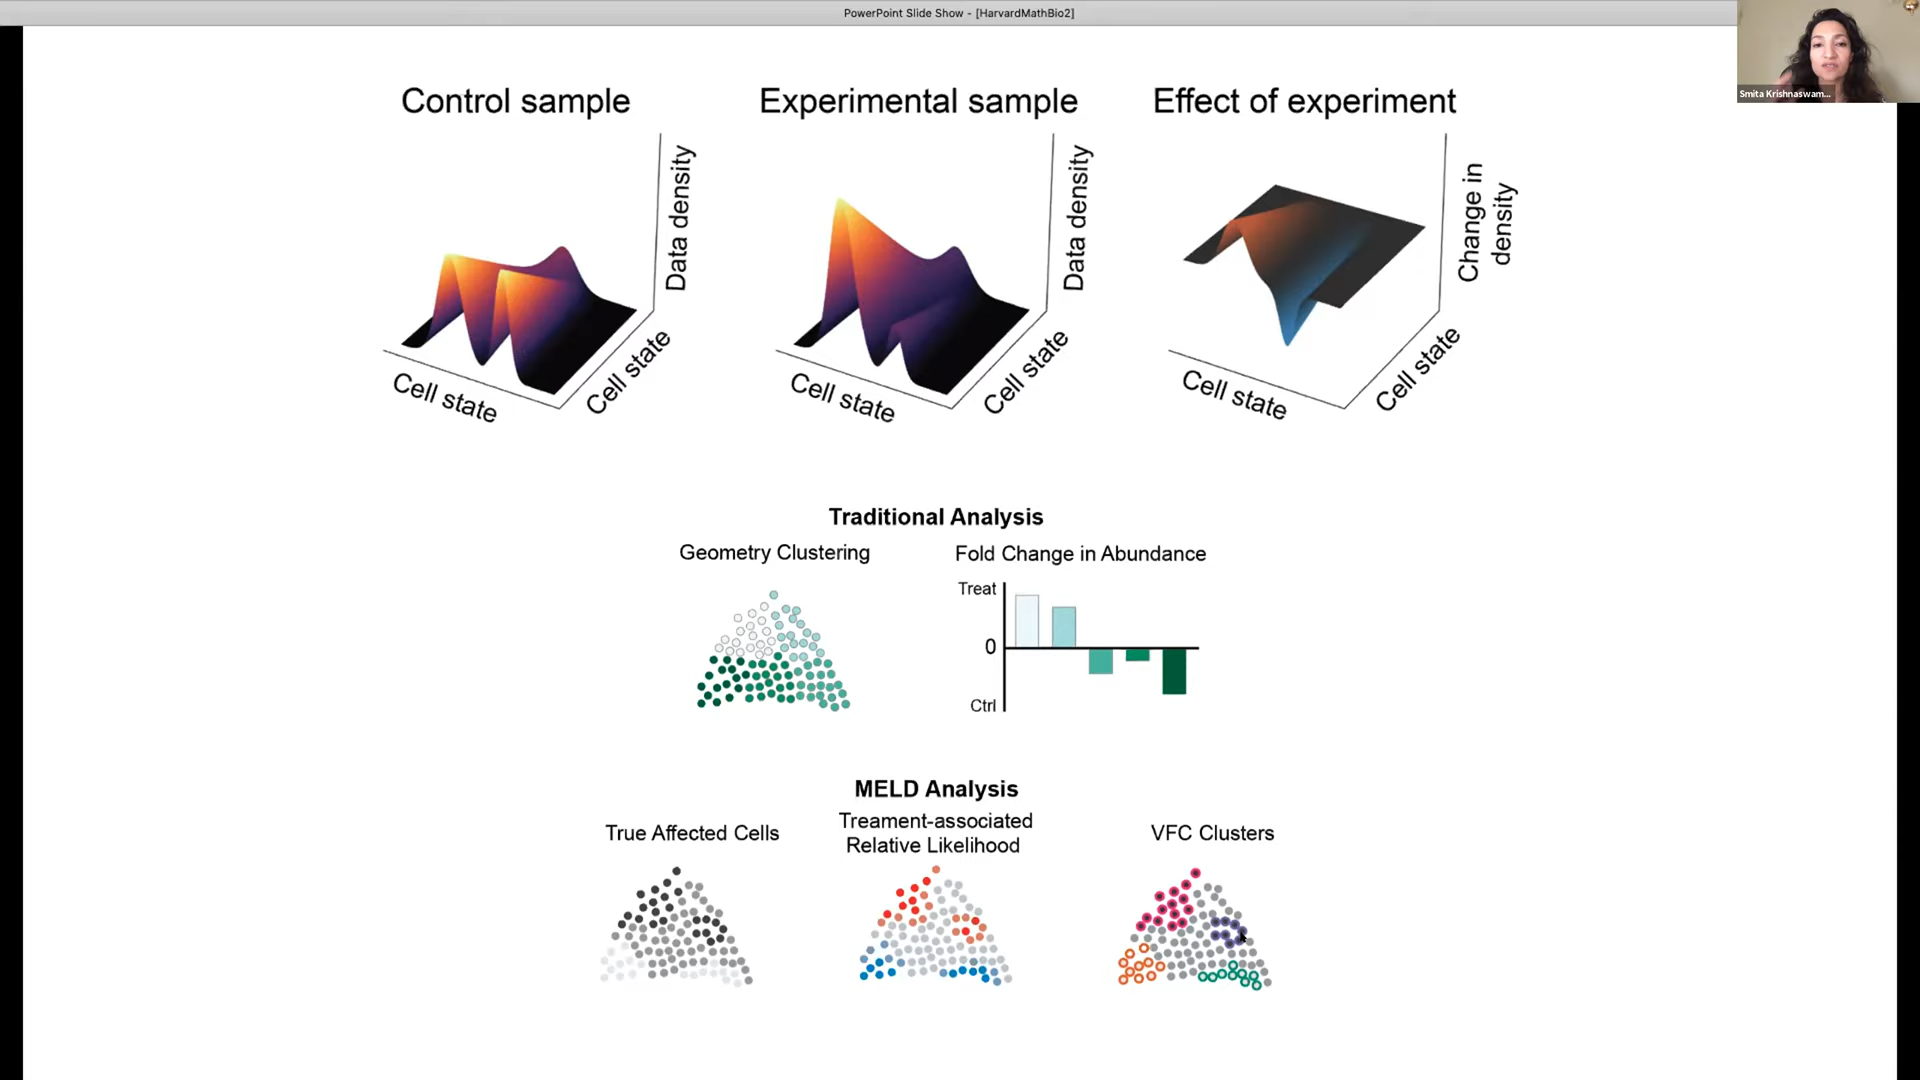 PowerPoint Slide Show - [HarvardMathBio2]
Smita Krishnaswam...
Control sample
Experimental sample
Effect of experiment
Data density
Cell state
Cell state
Data density
Cell state
Cell state
Change in
density
Cell state
Cell state
Traditional Analysis
Geometry Clustering
Fold Change in Abundance
Treat
0
Ctrl
MELD Analysis
True Affected Cells
Treament-associated
Relative Likelihood
VFC Clusters